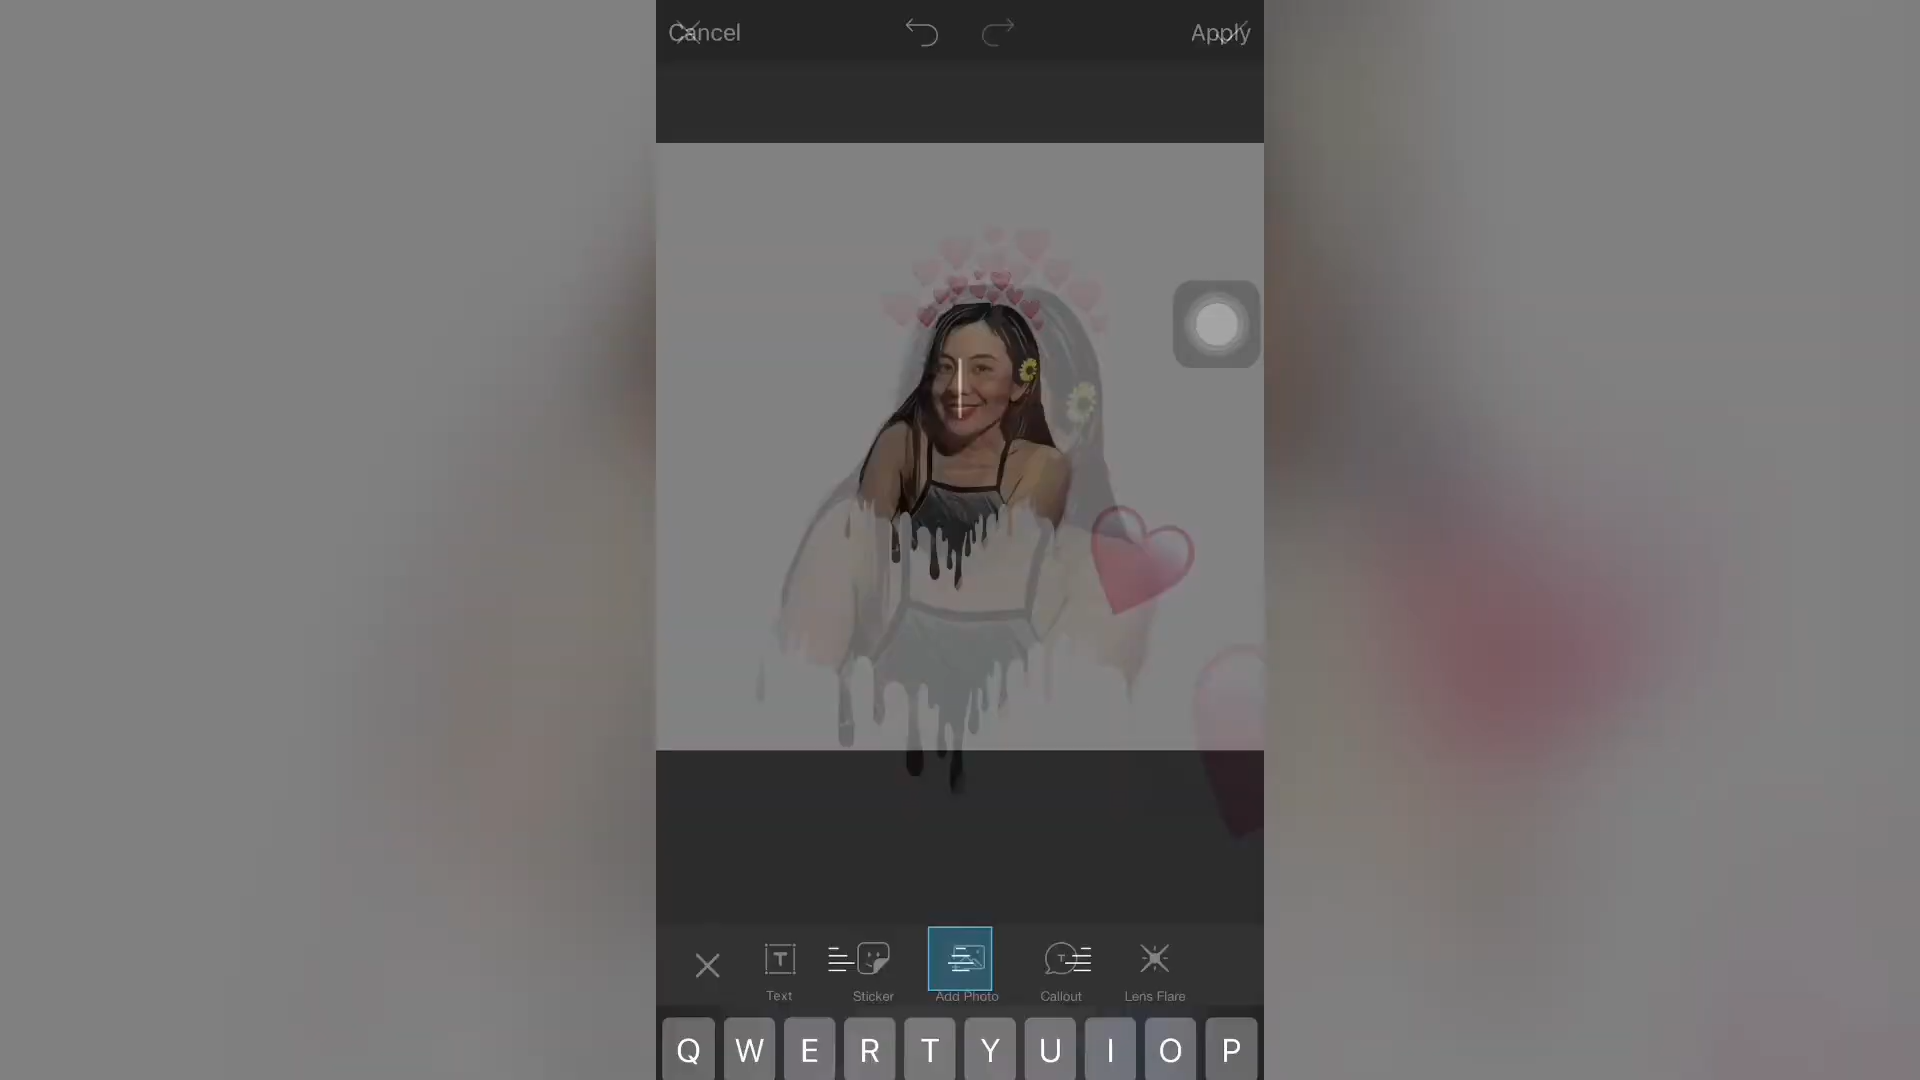 Cancel Apply
Text Sticker Add Photo Callout Lens Flare
Q W E R T Y U I O P